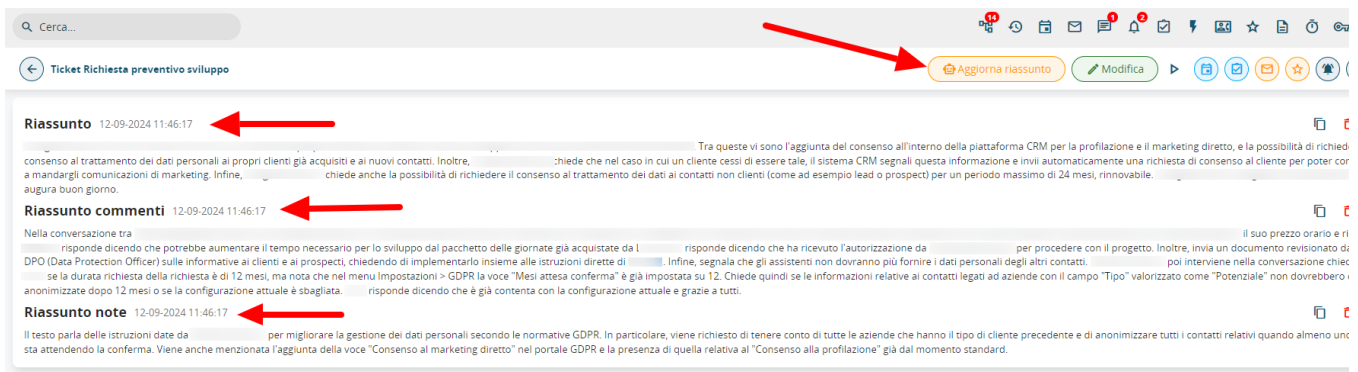 Cerca...
14
1
2
Ticket Richiesta preventivo sviluppo
Aggiorna riassunto
Modifica
Riassunto 12-09-2024 11:46:17
Tra queste vi sono l'aggiunta del consenso all'interno della piattaforma CRM per la profilazione e il marketing diretto, e la possibilità di richied
consenso al trattamento dei dati personali ai propri clienti già acquisiti e ai nuovi contatti. Inoltre, chiede che nel caso in cui un cliente cessi di essere tale, il sistema CRM segnali questa informazione e invii automaticamente una richiesta di consenso al cliente per poter con
a mandargli comunicazioni di marketing. Infine, chiede anche la possibilità di richiedere il consenso al trattamento dei dati ai contatti non clienti (come ad esempio lead o prospect) per un periodo massimo di 24 mesi, rinnovabile.
augura buon giorno.
Riassunto commenti 12-09-2024 11:46:17
Nella conversazione tra il suo prezzo orario e ri
risponde dicendo che potrebbe aumentare il tempo necessario per lo sviluppo dal pacchetto delle giornate già acquistate da risponde dicendo che ha ricevuto l'autorizzazione da per procedere con il progetto. Inoltre, invia un documento revisionato da
DPO (Data Protection Officer) sulle informative ai clienti e ai prospects, chiedendo di implementarlo insieme alle istruzioni dirette di . Infine, segnala che gli assistenti non dovranno più fornire i dati personali degli altri contatti. poi interviene nella conversazione chied
se la durata richiesta della richiesta è di 12 mesi, ma nota che nel menu Impostazioni > GDPR la voce "Mesi attesa conferma" è già impostata su 12. Chiede quindi se le informazioni relative ai contatti legati ad aziende con il campo "Tipo" valorizzato come "Potenziale" non dovrebbero
anonimizzate dopo 12 mesi o se la configurazione attuale è sbagliata. risponde dicendo che è già contenta con la configurazione attuale e grazie a tutti.
Riassunto note 12-09-2024 11:46:17
Il testo parla delle istruzioni date da per migliorare la gestione dei dati personali secondo le normative GDPR. In particolare, viene richiesto di tenere conto di tutte le aziende che hanno il tipo di cliente precedente e di anonimizzare tutti i contatti relativi quando almeno uno
sta attendendo la conferma. Viene anche menzionata l'aggiunta della voce "Consenso al marketing diretto" nel portale GDPR e la presenza di quella relativa al "Consenso alla profilazione" già dal momento standard.